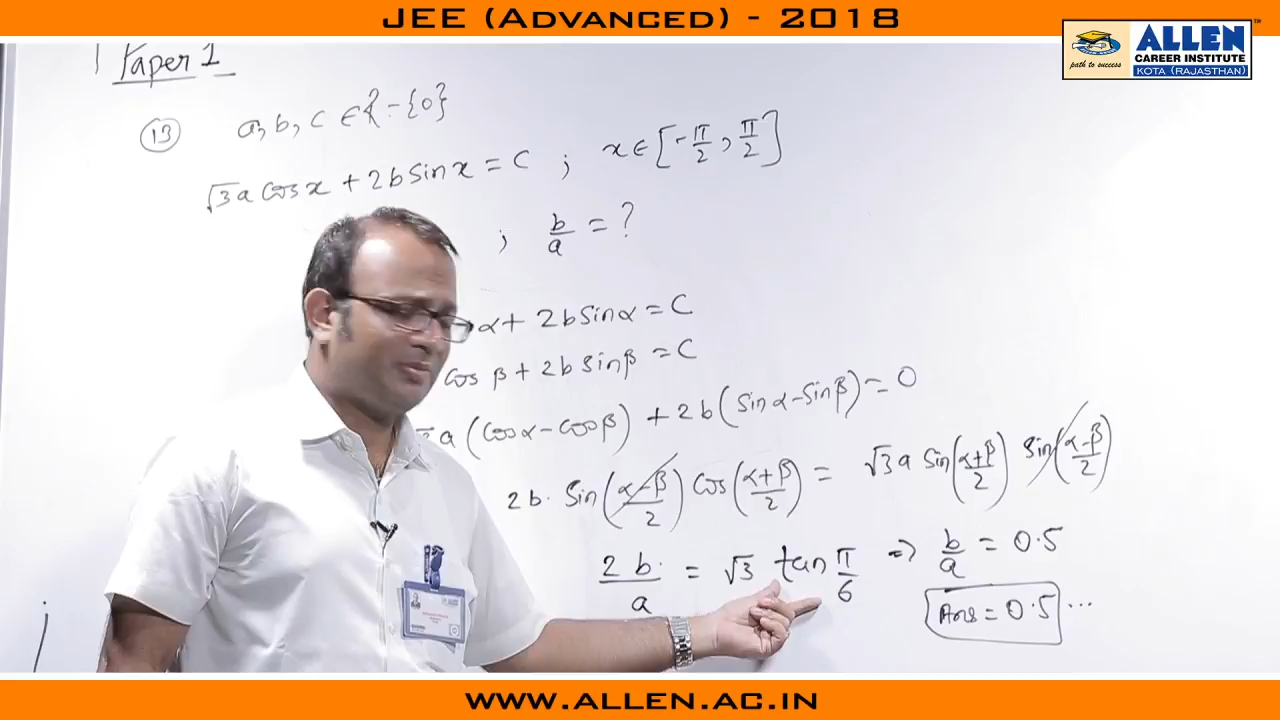 JEE (ADVANCED) - 2018
ALLEN
CAREER INSTITUTE
path to success
KOTA (RAJASTHAN)
Paper 1
13 a, b, c ∈ R - {0}
√3 a cos x + 2b sin x = C ; x ∈ [-π/2, π/2]
; b/a = ?
α + 2b sin α = C
cos β + 2b sin β = C
a (cos α - cos β) + 2b (sin α - sin β) = 0
2b. sin((α-β)/2) cos((α+β)/2) = √3 a sin((α+β)/2) sin((α-β)/2)
2b./a = √3 tan π/6 => b/a = 0.5
Ans = 0.5 ...
WWW.ALLEN.AC.IN